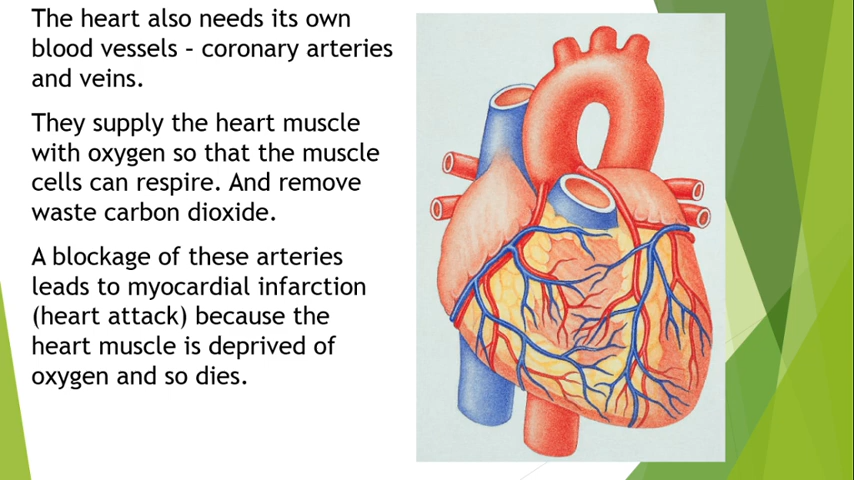 The heart also needs its own
blood vessels – coronary arteries
and veins.
They supply the heart muscle
with oxygen so that the muscle
cells can respire. And remove
waste carbon dioxide.
A blockage of these arteries
leads to myocardial infarction
(heart attack) because the
heart muscle is deprived of
oxygen and so dies.